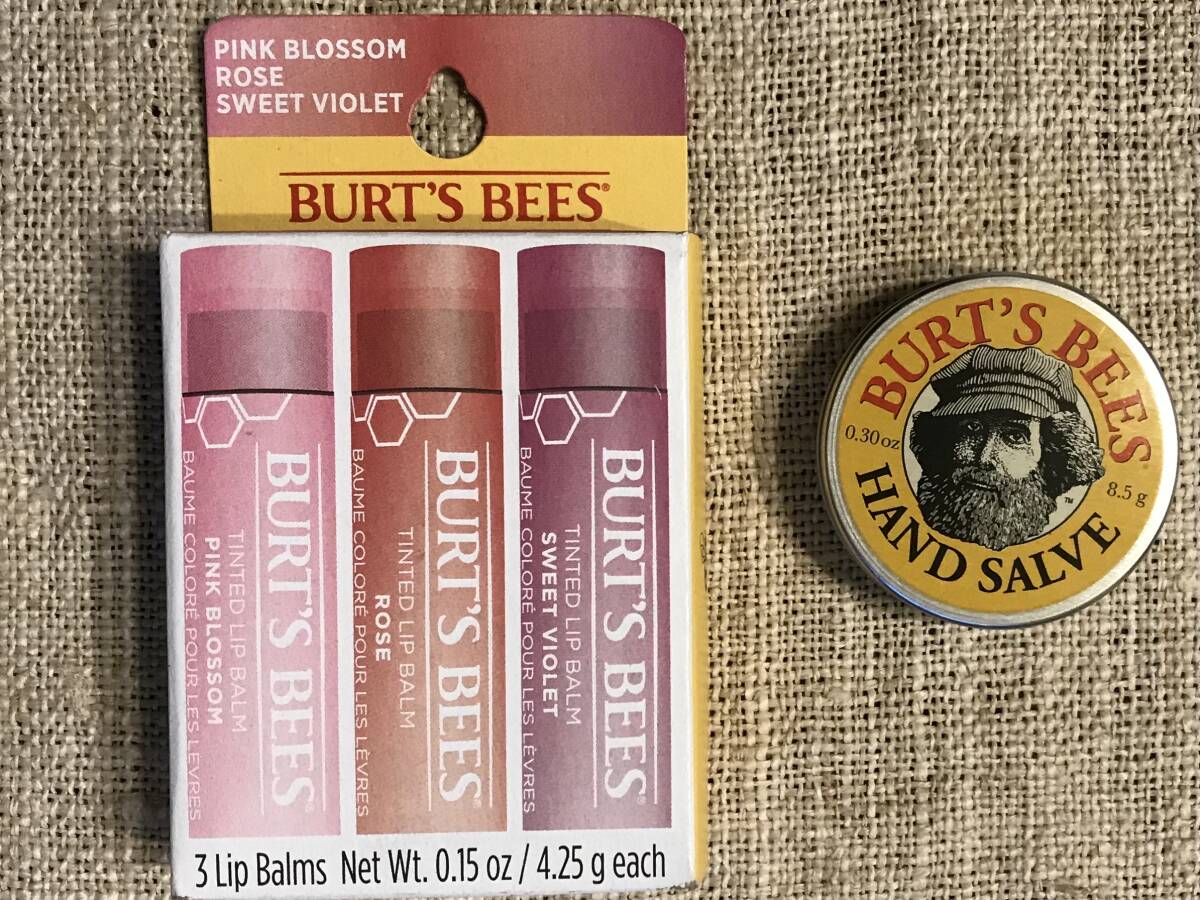 PINK BLOSSOM
ROSE
SWEET VIOLET
BURT'S BEES®
BURT'S BEES®
TINTED LIP BALM
PINK BLOSSOM
BAUME COLORÉ POUR LES LÈVRES
BURT'S BEES®
TINTED LIP BALM
ROSE
BAUME COLORÉ POUR LES LÈVRES
BURT'S BEES®
TINTED LIP BALM
SWEET VIOLET
BAUME COLORÉ POUR LES LÈVRES
3 Lip Balms Net Wt. 0.15 oz / 4.25 g each
BURT'S BEES®
0.30 oz
8.5 g
™
HAND SALVE